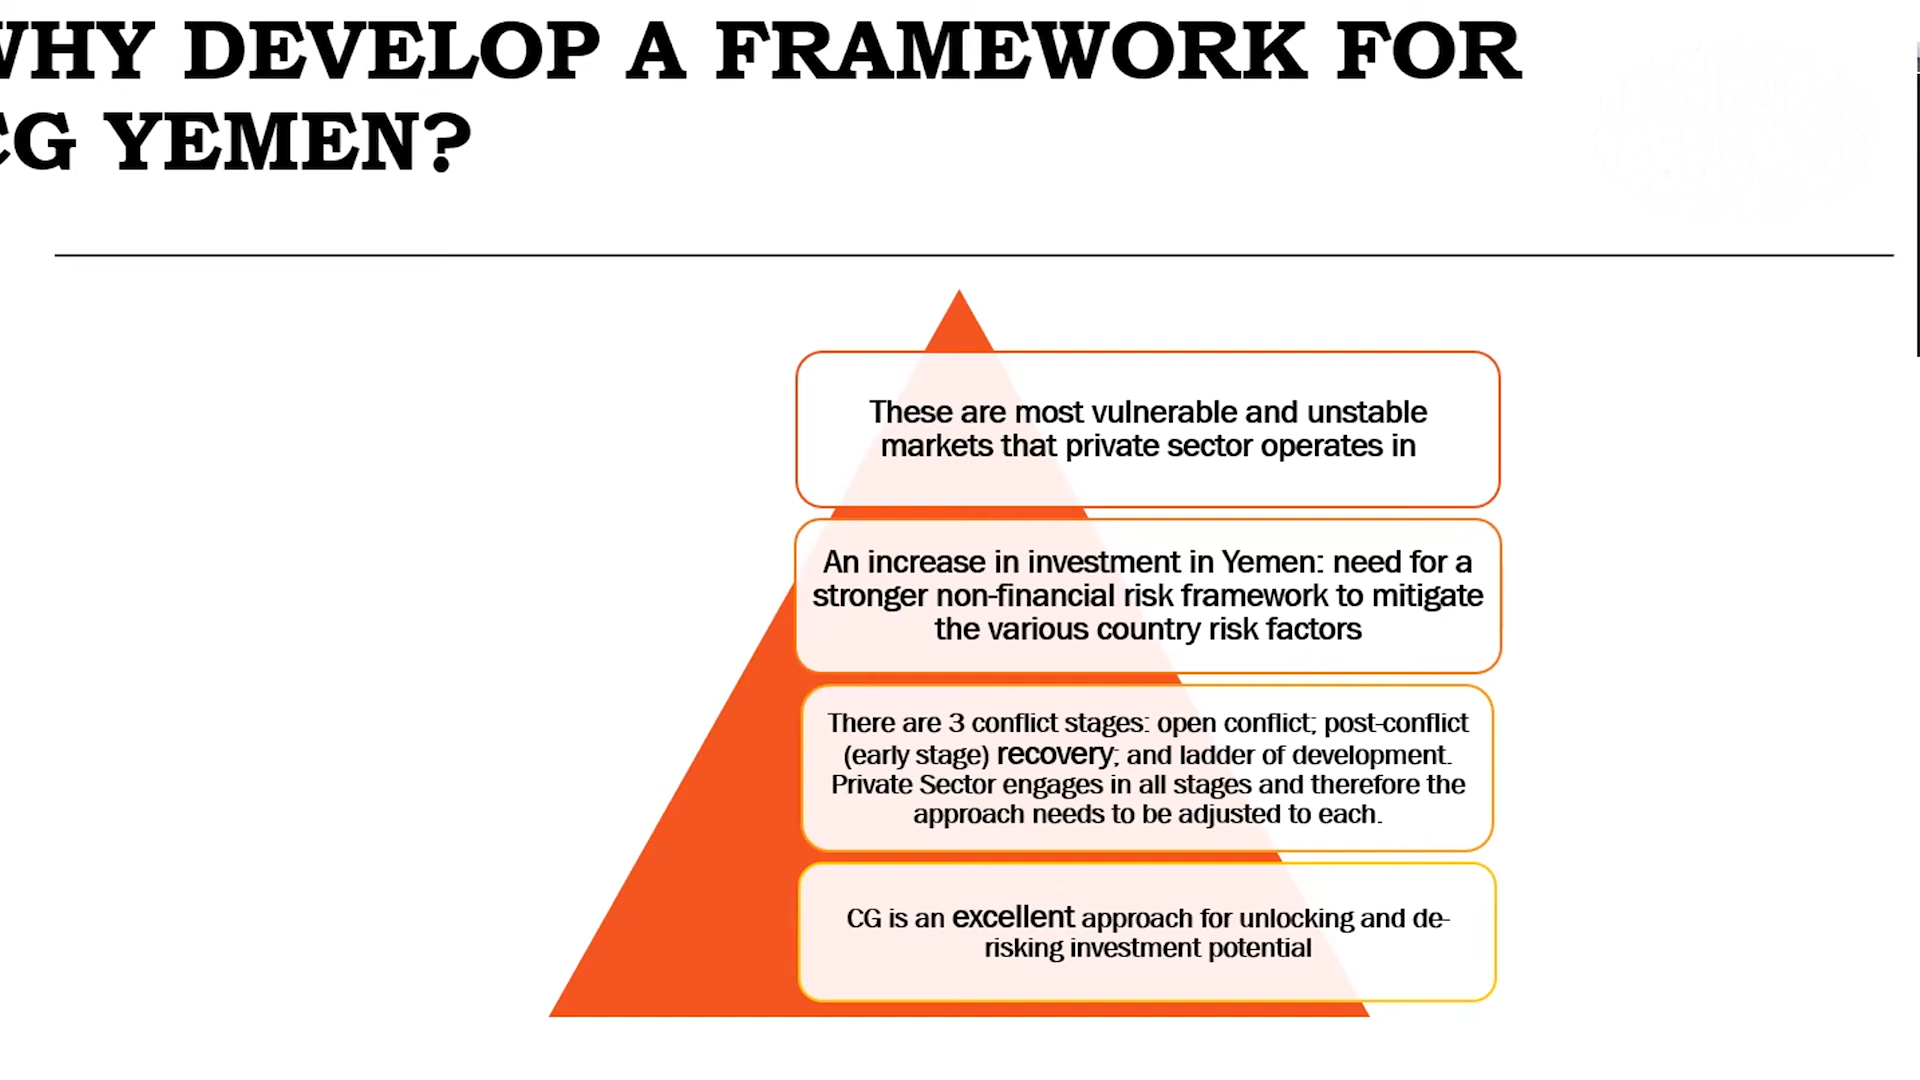 WHY DEVELOP A FRAMEWORK FOR
CG YEMEN?
These are most vulnerable and unstable
markets that private sector operates in
An increase in investment in Yemen: need for a
stronger non-financial risk framework to mitigate
the various country risk factors
There are 3 conflict stages: open conflict; post-conflict
(early stage) recovery; and ladder of development.
Private Sector engages in all stages and therefore the
approach needs to be adjusted to each.
CG is an excellent approach for unlocking and de-
risking investment potential